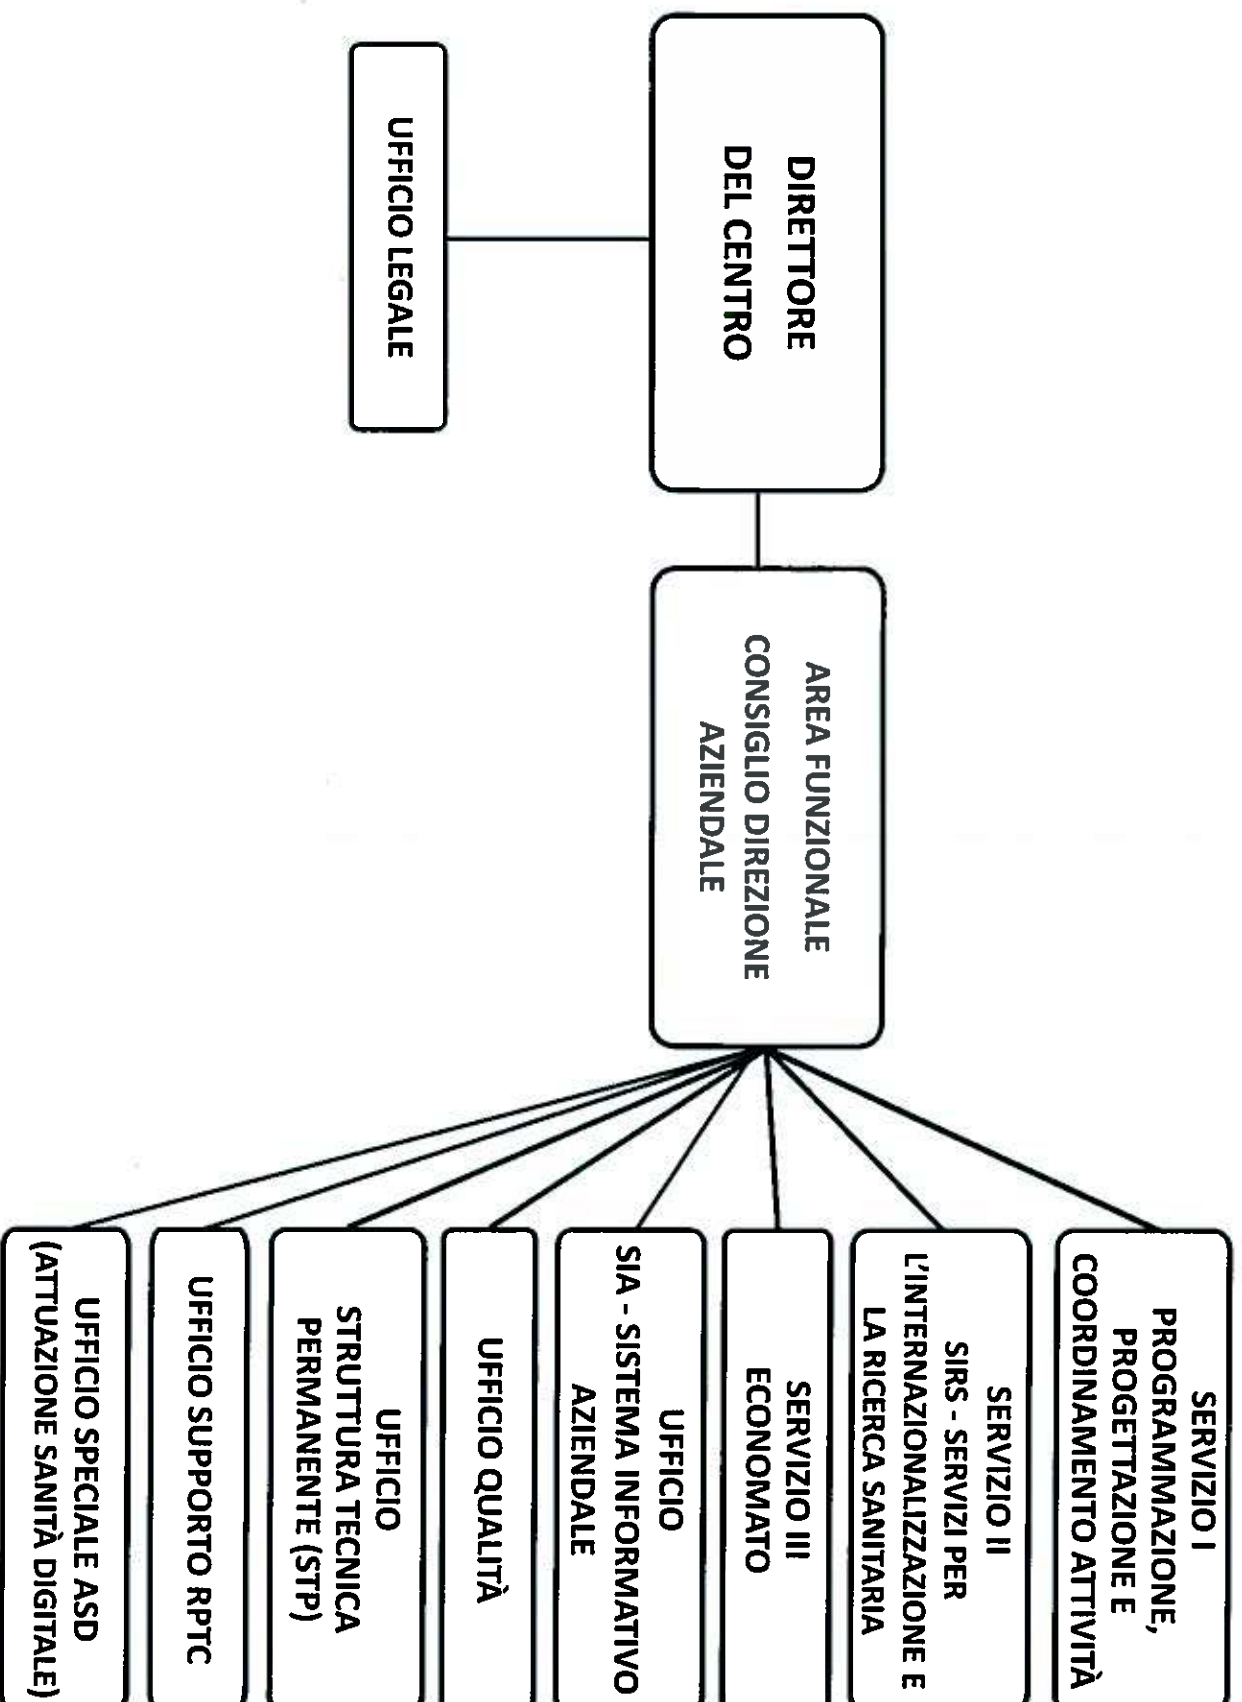 DIRETTORE
DEL CENTRO
UFFICIO LEGALE
AREA FUNZIONALE
CONSIGLIO DIREZIONE
AZIENDALE
SERVIZIO I
PROGRAMMAZIONE,
PROGETTAZIONE E
COORDINAMENTO ATTIVITÀ
SERVIZIO II
SIRS - SERVIZI PER
L'INTERNAZIONALIZZAZIONE E
LA RICERCA SANITARIA
SERVIZIO III
ECONOMATO
UFFICIO
SIA - SISTEMA INFORMATIVO
AZIENDALE
UFFICIO QUALITÀ
UFFICIO
STRUTTURA TECNICA
PERMANENTE (STP)
UFFICIO SUPPORTO RPTC
UFFICIO SPECIALE ASD
(ATTUAZIONE SANITÀ DIGITALE)